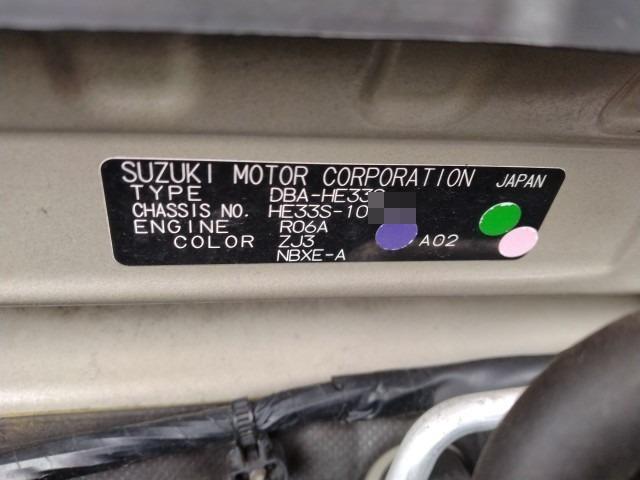 SUZUKI MOTOR CORPORATION JAPAN
TYPE DBA-HE33
CHASSIS NO. HE33S-10
ENGINE R06A
COLOR ZJ3 A02
NBXE-A